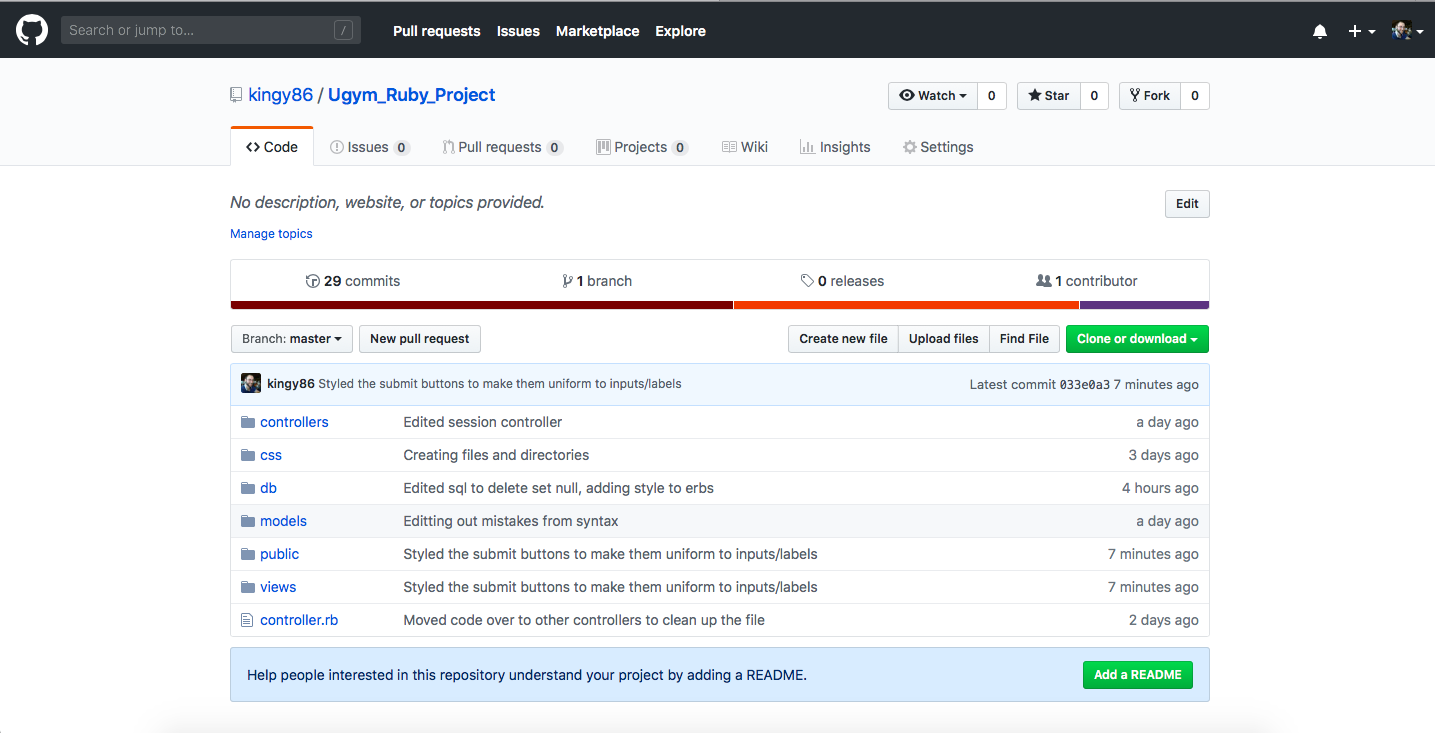 Search or jump to... /
Pull requests Issues Marketplace Explore
kingy86 / Ugym_Ruby_Project
Watch 0 Star 0 Fork 0
Code Issues 0 Pull requests 0 Projects 0 Wiki Insights Settings
No description, website, or topics provided. Edit
Manage topics
29 commits 1 branch 0 releases 1 contributor
Branch: master New pull request Create new file Upload files Find File Clone or download
kingy86 Styled the submit buttons to make them uniform to inputs/labels Latest commit 033e0a3 7 minutes ago
controllers Edited session controller a day ago
css Creating files and directories 3 days ago
db Edited sql to delete set null, adding style to erbs 4 hours ago
models Editting out mistakes from syntax a day ago
public Styled the submit buttons to make them uniform to inputs/labels 7 minutes ago
views Styled the submit buttons to make them uniform to inputs/labels 7 minutes ago
controller.rb Moved code over to other controllers to clean up the file 2 days ago
Help people interested in this repository understand your project by adding a README. Add a README